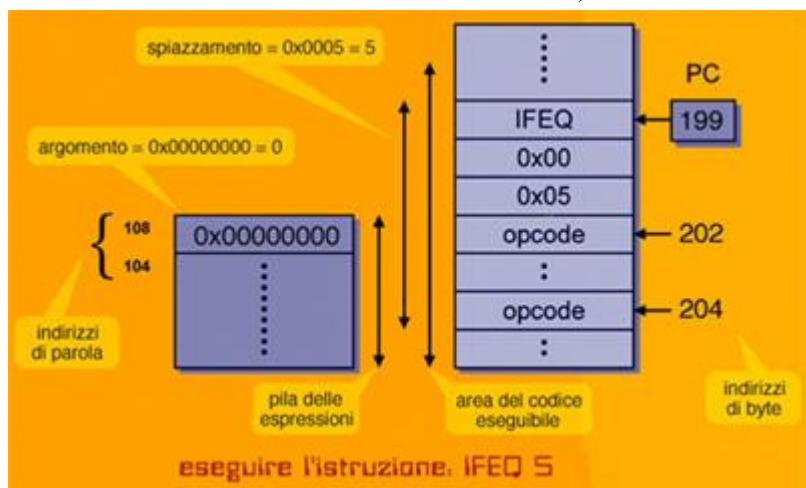 spiazzamento = 0x0005 = 5
PC
IFEQ
199
argomento = 0x00000000 = 0
0x00
0x05
108
0x00000000
opcode
202
104
opcode
204
indirizzi
di parola
pila delle
espressioni
area del codice
eseguibile
indirizzi
di byte
eseguire l'istruzione: IFEQ 5